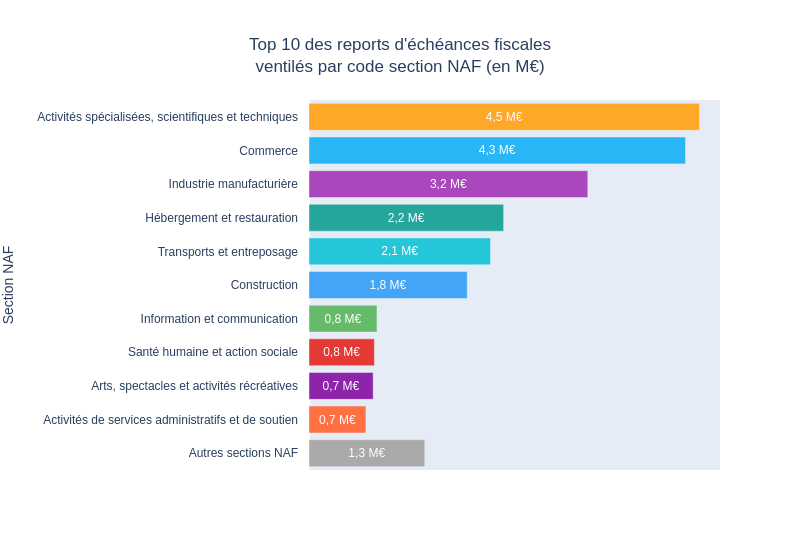 Top 10 des reports d'échéances fiscales
ventilés par code section NAF (en M€)
Section NAF
Activités spécialisées, scientifiques et techniques 4,5 M€
Commerce 4,3 M€
Industrie manufacturière 3,2 M€
Hébergement et restauration 2,2 M€
Transports et entreposage 2,1 M€
Construction 1,8 M€
Information et communication 0,8 M€
Santé humaine et action sociale 0,8 M€
Arts, spectacles et activités récréatives 0,7 M€
Activités de services administratifs et de soutien 0,7 M€
Autres sections NAF 1,3 M€